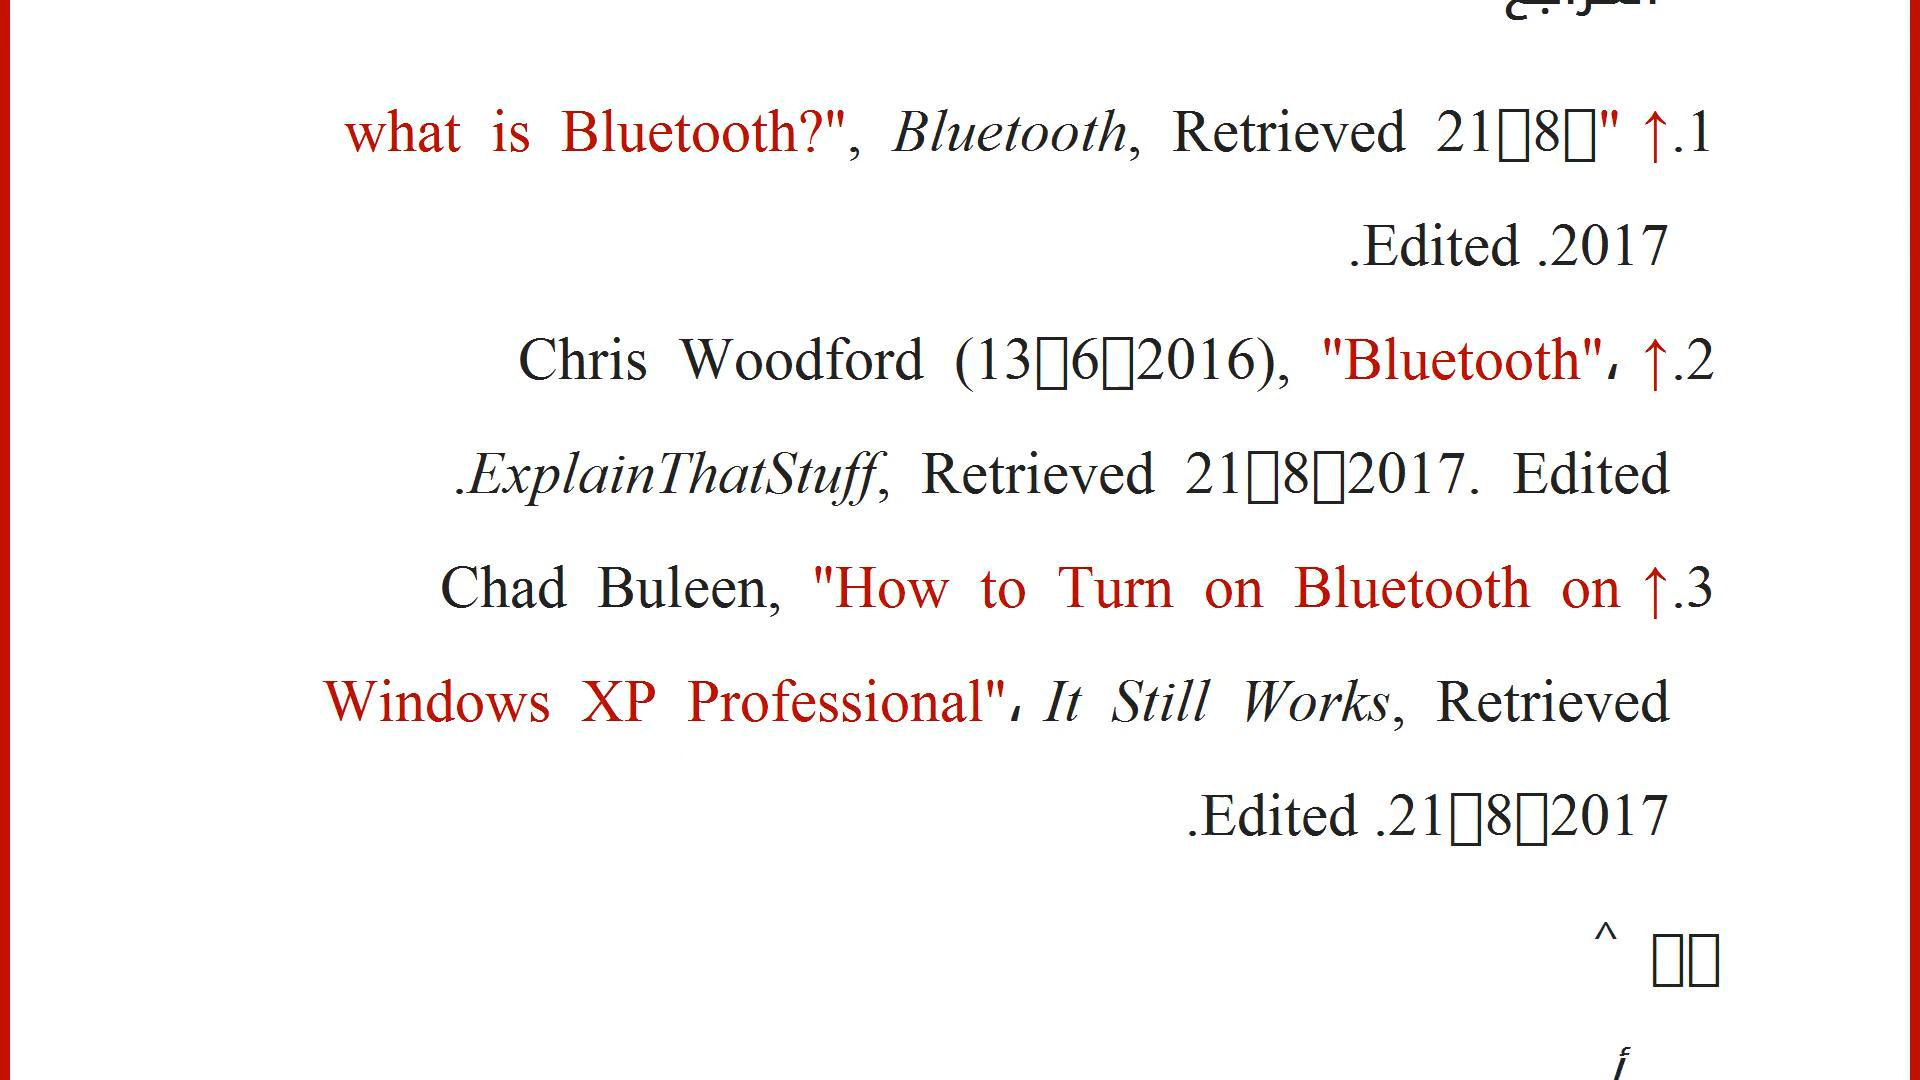 المراجع
1.↑ "what is Bluetooth?", Bluetooth, Retrieved 21□8□
2017. Edited.
2.↑ Chris Woodford (13□6□2016), "Bluetooth"،
ExplainThatStuff, Retrieved 21□8□2017. Edited.
3.↑ Chad Buleen, "How to Turn on Bluetooth on
Windows XP Professional"، It Still Works, Retrieved
21□8□2017. Edited.
□□ ^
أ